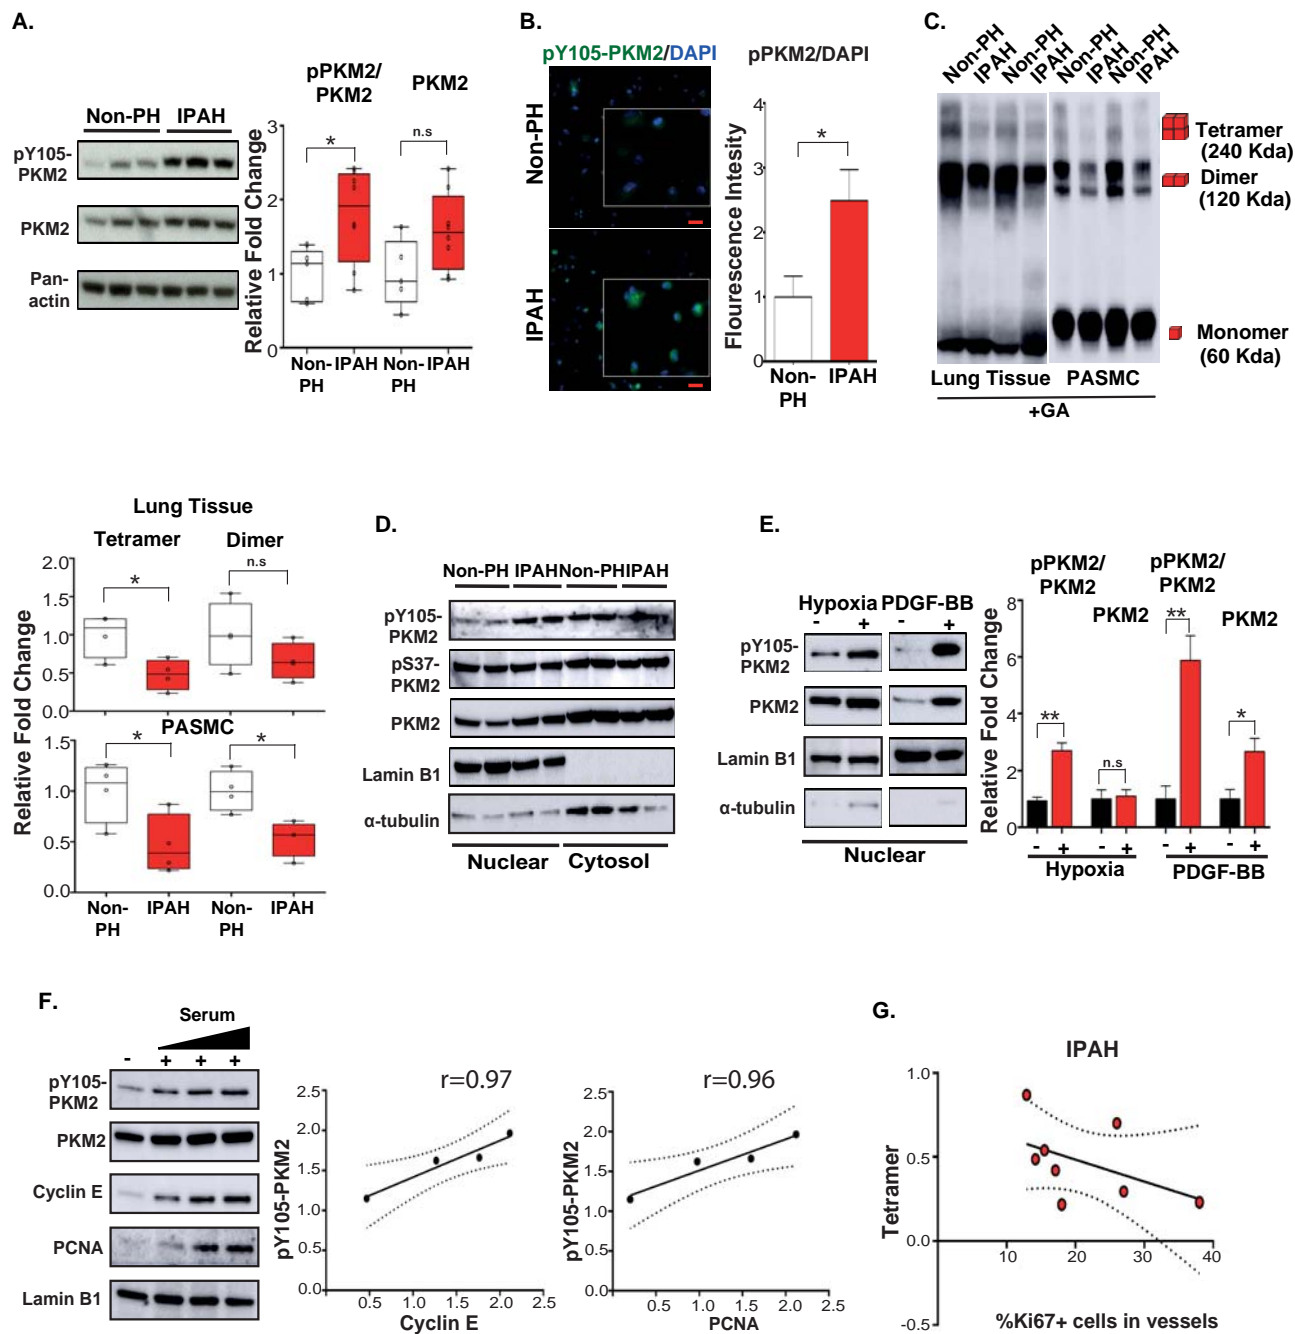 A.
pPKM2/
PKM2
PKM2
Non-PH IPAH
pY105-
PKM2
PKM2
Pan-
actin
Relative Fold Change
3
2
1
0
*
n.s
Non-
PH
IPAH
Non-
PH
IPAH
B.
pY105-PKM2/DAPI
Non-PH
IPAH
pPKM2/DAPI
Flourescence Intesity
4
3
2
1
0
*
Non-
PH
IPAH
C.
Non-PH
IPAH
Non-PH
IPAH
Non-PH
IPAH
Non-PH
IPAH
Tetramer
(240 Kda)
Dimer
(120 Kda)
Monomer
(60 Kda)
Lung Tissue PASMC
+GA
Lung Tissue
Tetramer Dimer
Relative Fold Change
2.0
1.5
1.0
0.5
0.0
*
n.s
PASMC
1.5
1.0
0.5
0.0
*
*
Non-
PH
IPAH
Non-
PH
IPAH
D.
Non-PH IPAH Non-PH IPAH
pY105-
PKM2
pS37-
PKM2
PKM2
Lamin B1
α-tubulin
Nuclear Cytosol
E.
Hypoxia PDGF-BB
- + - +
pY105-
PKM2
PKM2
Lamin B1
α-tubulin
Nuclear
pPKM2/
PKM2
PKM2
pPKM2/
PKM2
PKM2
Relative Fold Change
8
6
4
2
0
**
n.s
**
*
- + - + - + - +
Hypoxia PDGF-BB
F.
Serum
- + + +
pY105-
PKM2
PKM2
Cyclin E
PCNA
Lamin B1
r=0.97
pY105-PKM2
2.5
2.0
1.5
1.0
0.5
0.0
0.5 1.0 1.5 2.0 2.5
Cyclin E
r=0.96
pY105-PKM2
2.5
2.0
1.5
1.0
0.5
0.0
0.5 1.0 1.5 2.0 2.5
PCNA
G.
IPAH
Tetramer
1.0
0.5
0.0
-0.5
10 20 30 40
%Ki67+ cells in vessels